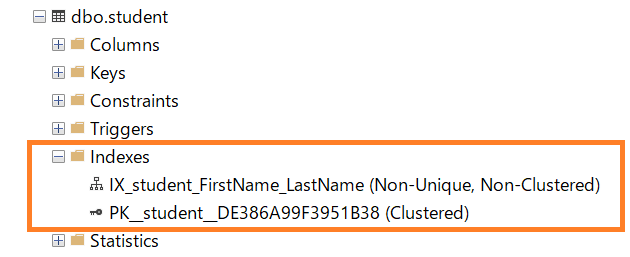 dbo.student
Columns
Keys
Constraints
Triggers
Indexes
IX_student_FirstName_LastName (Non-Unique, Non-Clustered)
PK__student__DE386A99F3951B38 (Clustered)
Statistics